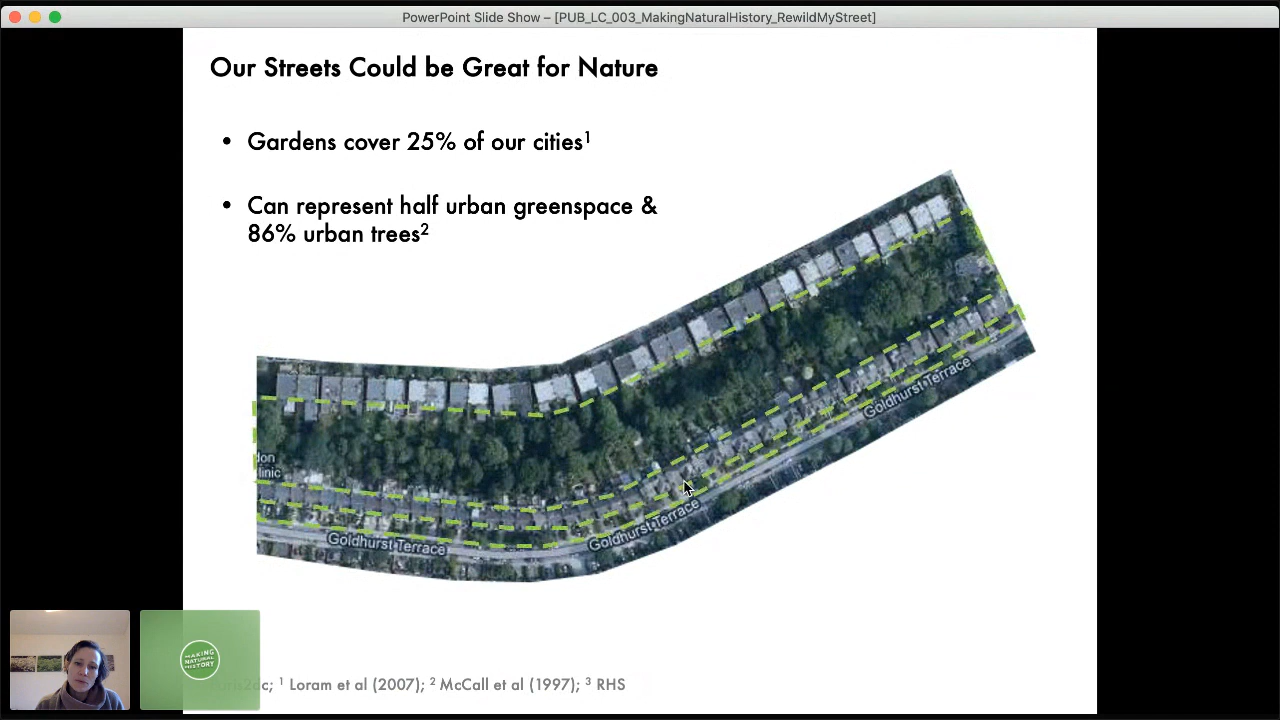 PowerPoint Slide Show – [PUB_LC_003_MakingNaturalHistory_RewildMyStreet]
Our Streets Could be Great for Nature
• Gardens cover 25% of our cities¹
• Can represent half urban greenspace &
86% urban trees²
Goldhurst Terrace
Goldhurst Terrace
Goldhurst Terrace
MAKING
NATURAL
HISTORY
¹ Loram et al (2007); ² McCall et al (1997); ³ RHS